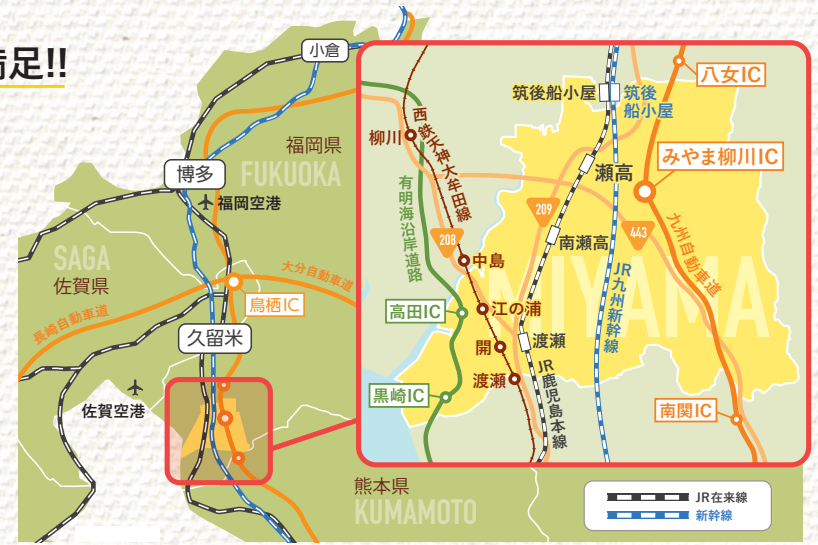 足!!
小倉
福岡県
FUKUOKA
博多
福岡空港
SAGA
佐賀県
大分自動車道
長崎自動車道
鳥栖IC
久留米
佐賀空港
熊本県
KUMAMOTO
筑後船小屋
筑後
船小屋
八女IC
柳川
西鉄天神大牟田線
みやま柳川IC
瀬高
有明海沿岸道路
209
208
443
南瀬高
九州自動車道
中島
MIYAMA
JR九州新幹線
高田IC
江の浦
開
渡瀬
渡瀬
JR鹿児島本線
黒崎IC
南関IC
JR在来線
新幹線